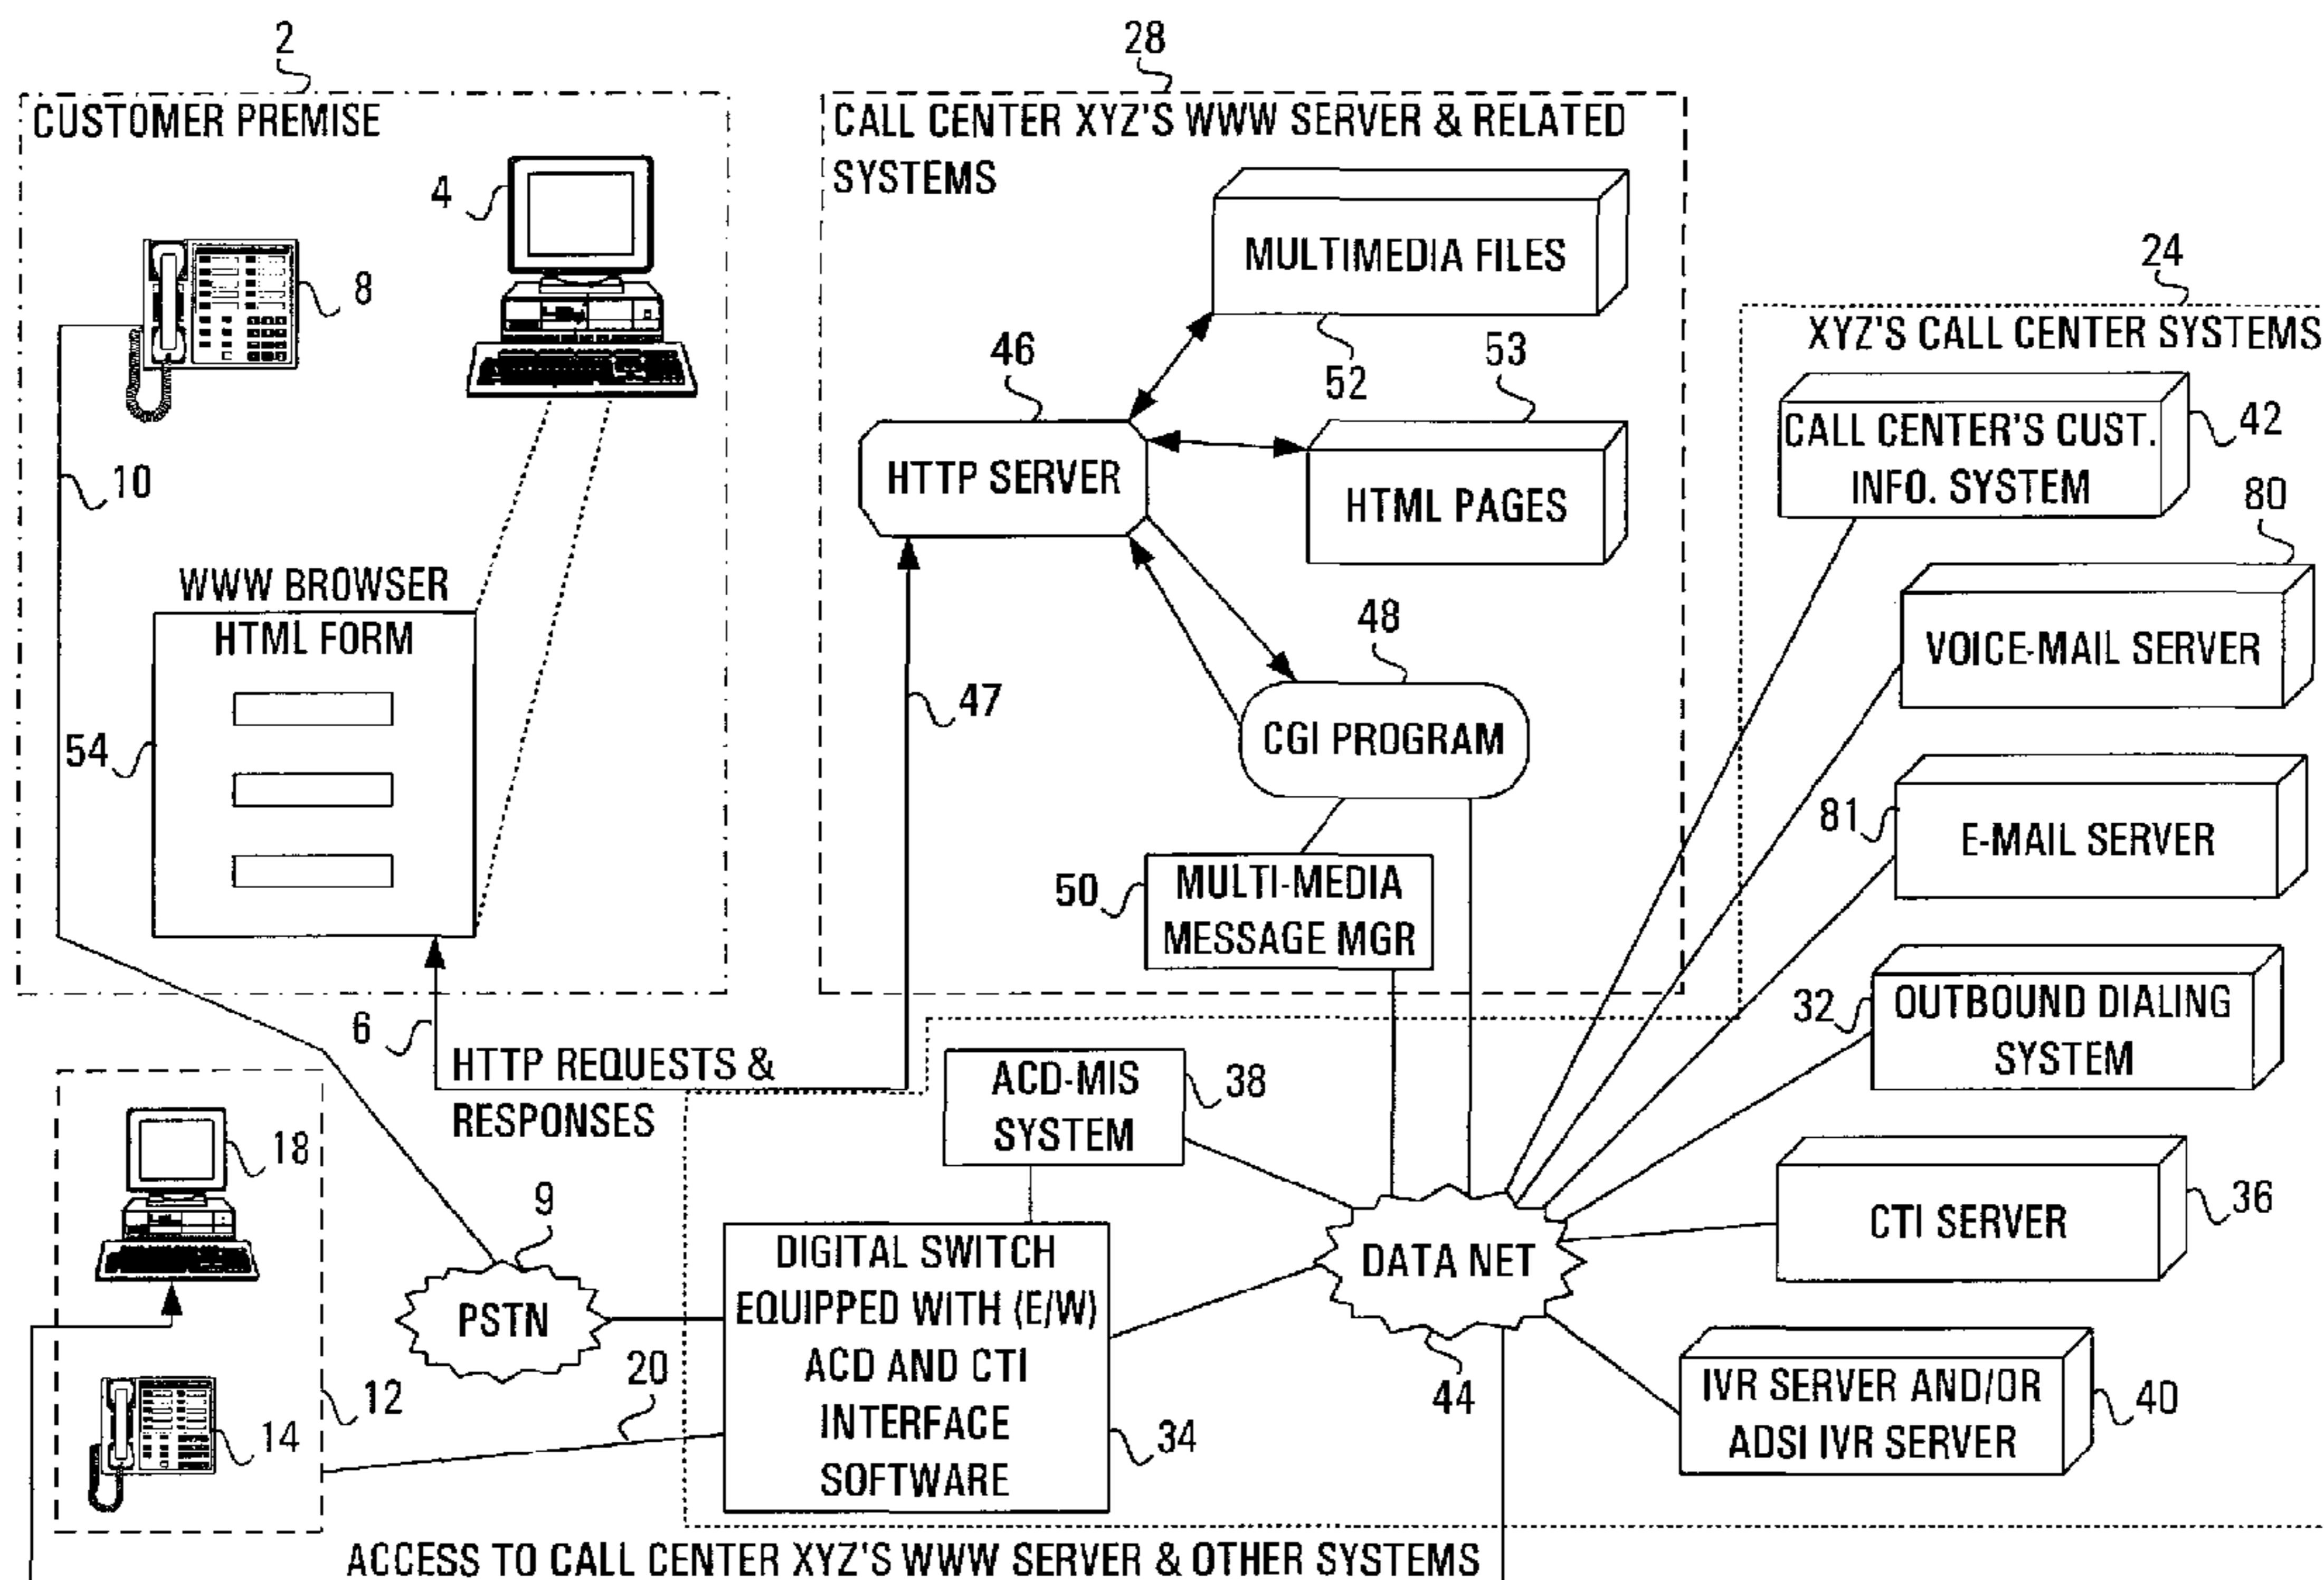 2
28
CUSTOMER PREMISE
CALL CENTER XYZ'S WWW SERVER & RELATED
SYSTEMS
4
8
10
MULTIMEDIA FILES
52
24
XYZ'S CALL CENTER SYSTEMS
46
53
HTTP SERVER
HTML PAGES
CALL CENTER'S CUST.
INFO. SYSTEM
42
80
VOICE-MAIL SERVER
WWW BROWSER
HTML FORM
54
47
48
CGI PROGRAM
81
E-MAIL SERVER
50
MULTI-MEDIA
MESSAGE MGR
32
OUTBOUND DIALING
SYSTEM
6
HTTP REQUESTS &
RESPONSES
ACD-MIS
SYSTEM
38
18
9
PSTN
DIGITAL SWITCH
EQUIPPED WITH (E/W)
ACD AND CTI
INTERFACE
SOFTWARE
34
DATA NET
44
CTI SERVER
36
IVR SERVER AND/OR
ADSI IVR SERVER
40
20
12
14
ACCESS TO CALL CENTER XYZ'S WWW SERVER & OTHER SYSTEMS